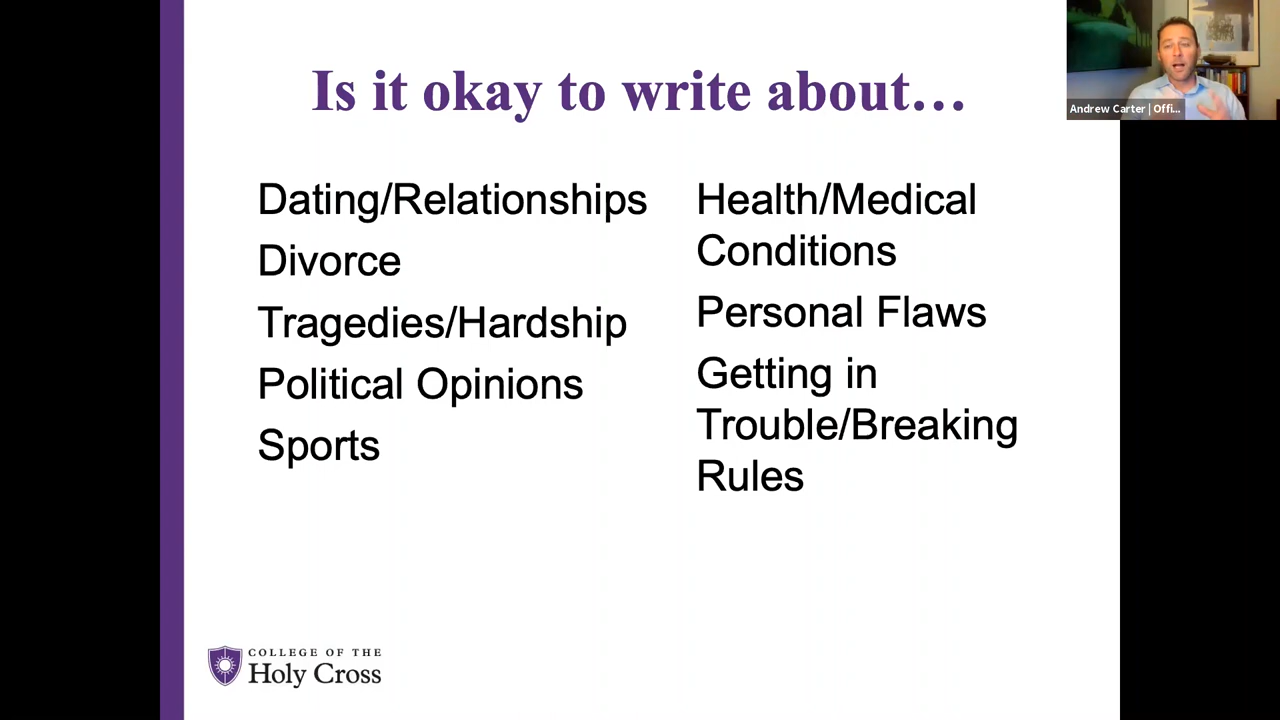 Is it okay to write about…
Dating/Relationships
Divorce
Tragedies/Hardship
Political Opinions
Sports
Health/Medical
Conditions
Personal Flaws
Getting in
Trouble/Breaking
Rules
COLLEGE OF THE
Holy Cross
Andrew Carter | Offi...